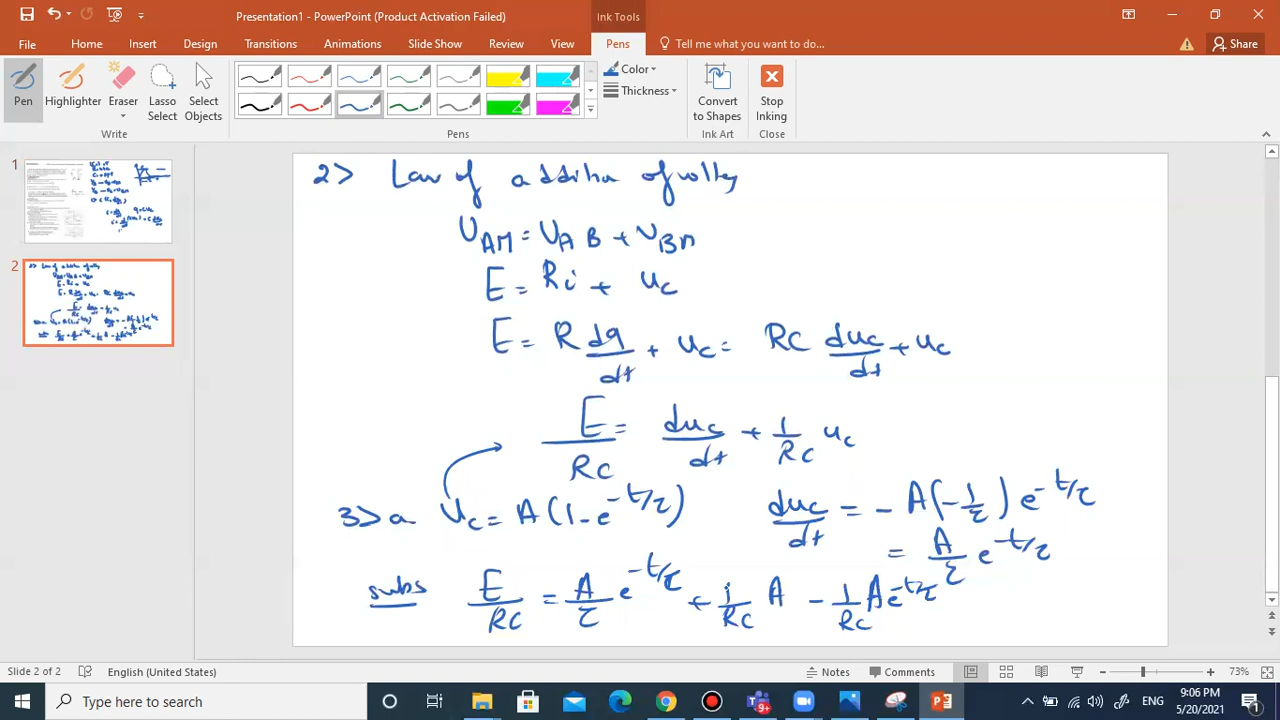 Presentation1 - PowerPoint (Product Activation Failed)
Ink Tools
File
Home
Insert
Design
Transitions
Animations
Slide Show
Review
View
Pens
Tell me what you want to do...
Share
Pen
Highlighter
Eraser
Lasso Select
Select Objects
Color
Thickness
Convert to Shapes
Stop Inking
Write
Pens
Ink Art
Close
1
2
2> Law of addition of voltage
U_AM = U_AB + U_BM
E = Ri + u_c
E = R dq/dt + u_c = RC du_c/dt + u_c
E/RC = du_c/dt + 1/RC u_c
3>a u_c = A(1 - e^-t/τ) du_c/dt = - A(-1/τ) e^-t/τ
= A/τ e^-t/τ
subs E/RC = A/τ e^-t/τ + 1/RC A - 1/RC A e^-t/τ
Slide 2 of 2
English (United States)
Notes
Comments
73%
Type here to search
9+
ENG
9:06 PM
5/20/2021